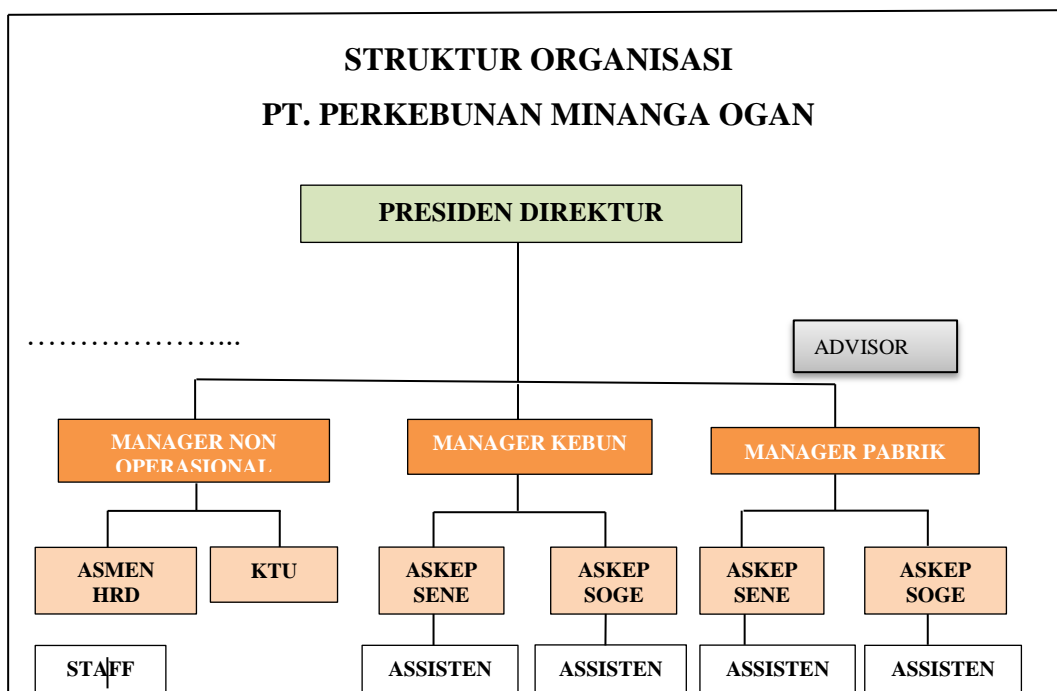 STRUKTUR ORGANISASI
PT. PERKEBUNAN MINANGA OGAN
PRESIDEN DIREKTUR
…………………...
ADVISOR
MANAGER NON
OPERASIONAL
MANAGER KEBUN
MANAGER PABRIK
ASMEN
HRD
KTU
ASKEP
SENE
ASKEP
SOGE
ASKEP
SENE
ASKEP
SOGE
STAFF
ASSISTEN
ASSISTEN
ASSISTEN
ASSISTEN